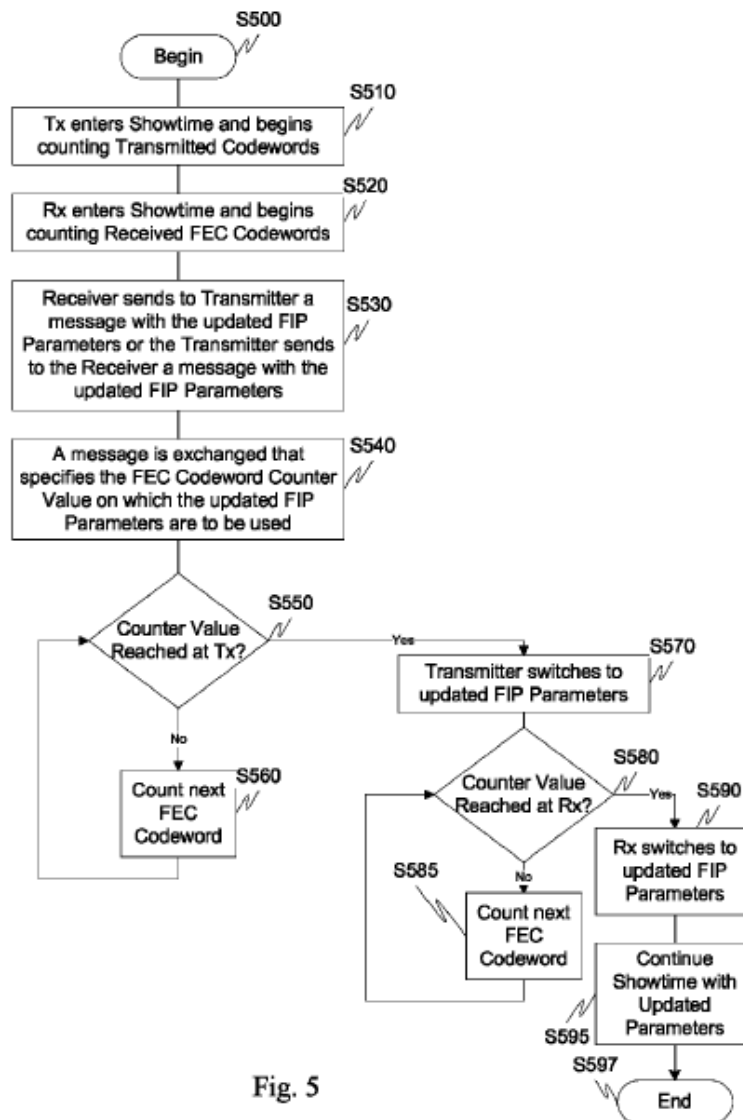 S500
Begin
S510
Tx enters Showtime and begins
counting Transmitted Codewords
S520
Rx enters Showtime and begins
counting Received FEC Codewords
Receiver sends to Transmitter a
message with the updated FIP
Parameters or the Transmitter sends
to the Receiver a message with the
updated FIP Parameters
S530
A message is exchanged that
specifies the FEC Codeword Counter
Value on which the updated FIP
Parameters are to be used
S540
S550
Counter Value
Reached at Tx?
Yes
No
S560
Count next
FEC
Codeword
S570
Transmitter switches to
updated FIP Parameters
S580
Counter Value
Reached at Rx?
Yes
No
S585
Count next
FEC
Codeword
S590
Rx switches to
updated FIP
Parameters
Continue
Showtime with
Updated
Parameters
S595
S597
End
Fig. 5